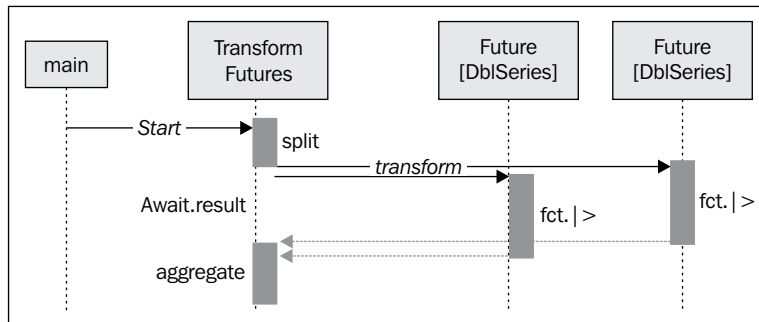 main
Transform
Futures
Future
[DblSeries]
Future
[DblSeries]
Start
split
transform
Await.result
fct.|>
fct.|>
aggregate